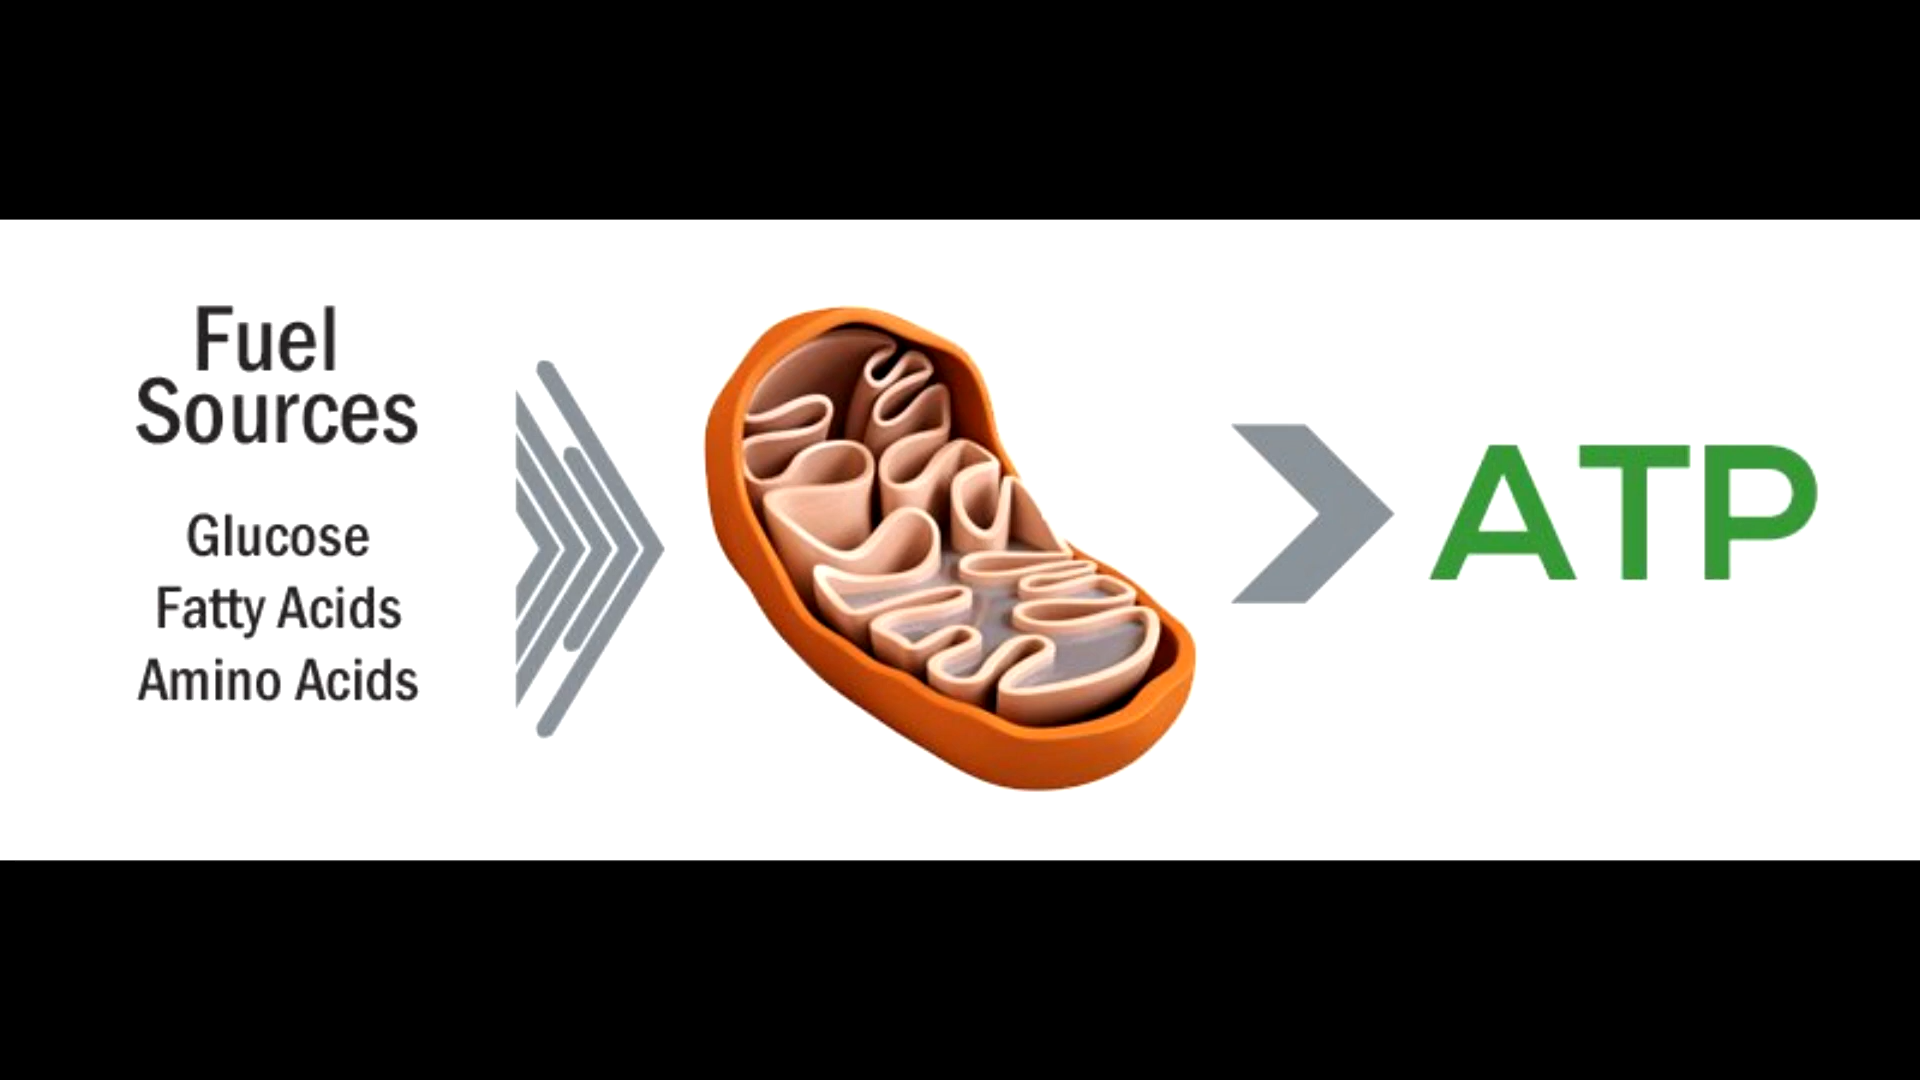 Fuel
Sources
Glucose
Fatty Acids
Amino Acids
ATP